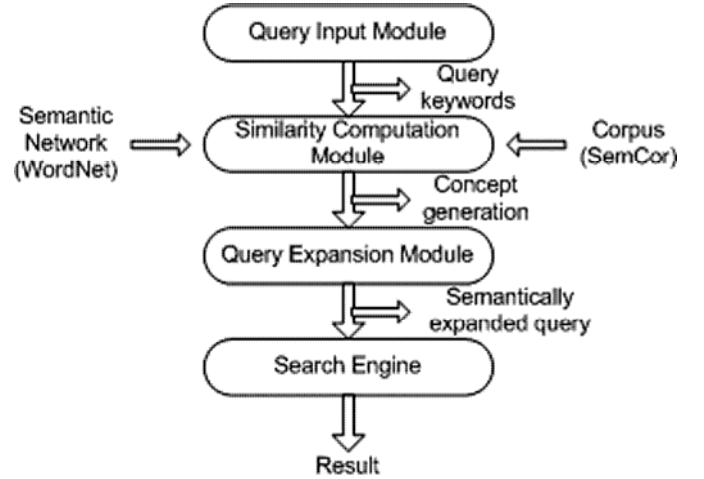 Query Input Module
Query
keywords
Semantic
Network
(WordNet)
Similarity Computation
Module
Corpus
(SemCor)
Concept
generation
Query Expansion Module
Semantically
expanded query
Search Engine
Result